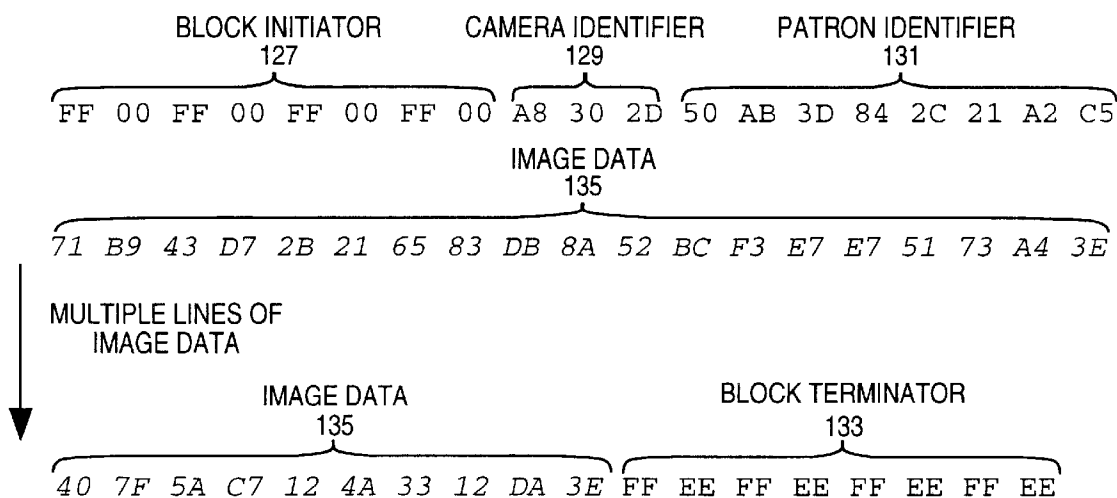 BLOCK INITIATOR CAMERA IDENTIFIER PATRON IDENTIFIER
127 129 131
FF 00 FF 00 FF 00 FF 00 A8 30 2D 50 AB 3D 84 2C 21 A2 C5
IMAGE DATA
135
71 B9 43 D7 2B 21 65 83 DB 8A 52 BC F3 E7 E7 51 73 A4 3E
MULTIPLE LINES OF
IMAGE DATA
IMAGE DATA BLOCK TERMINATOR
135 133
40 7F 5A C7 12 4A 33 12 DA 3E FF EE FF EE FF EE FF EE